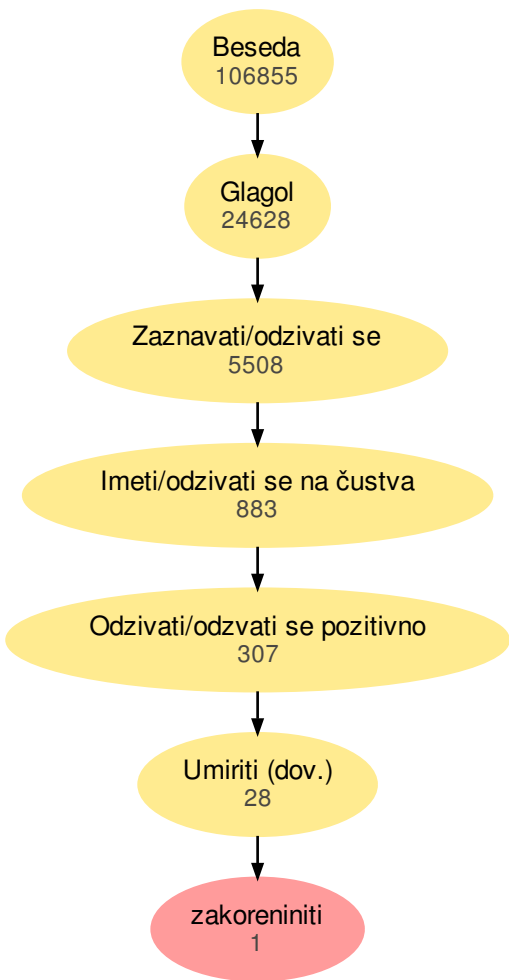 Beseda
106855
Glagol
24628
Zaznavati/odzivati se
5508
Imeti/odzivati se na čustva
883
Odzivati/odzvati se pozitivno
307
Umiriti (dov.)
28
zakoreniniti
1